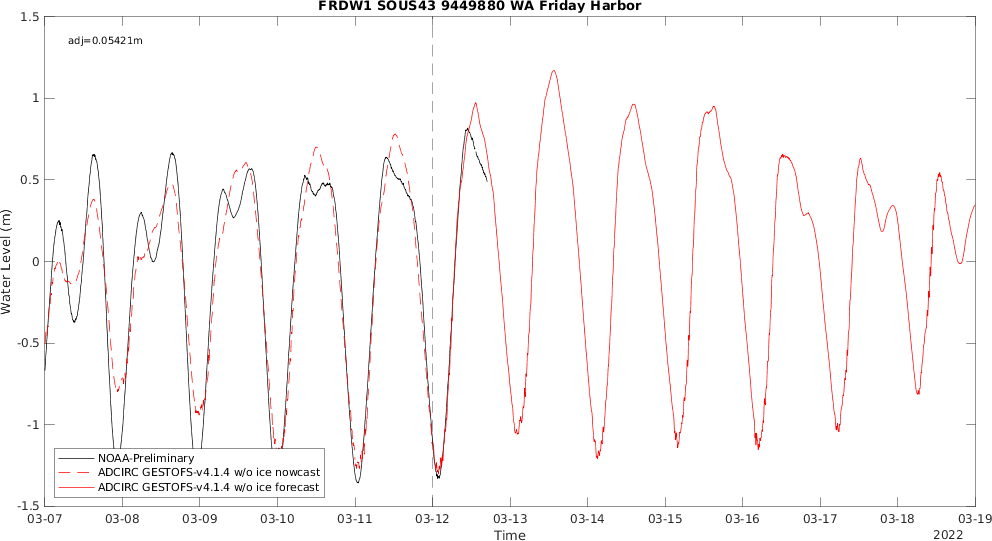 FRDW1 SOUS43 9449880 WA Friday Harbor
adj=0.05421m
1.5
1
0.5
0
-0.5
-1
-1.5
Water Level (m)
NOAA-Preliminary
ADCIRC GESTOFS-v4.1.4 w/o ice nowcast
ADCIRC GESTOFS-v4.1.4 w/o ice forecast
03-07 03-08 03-09 03-10 03-11 03-12 03-13 03-14 03-15 03-16 03-17 03-18 03-19
Time
2022